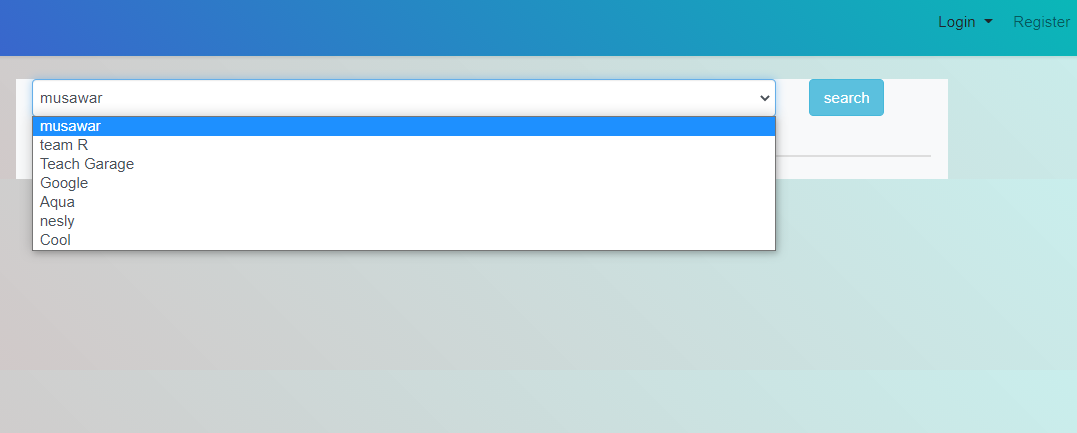 Login Register
musawar search
musawar
team R
Teach Garage
Google
Aqua
nesly
Cool